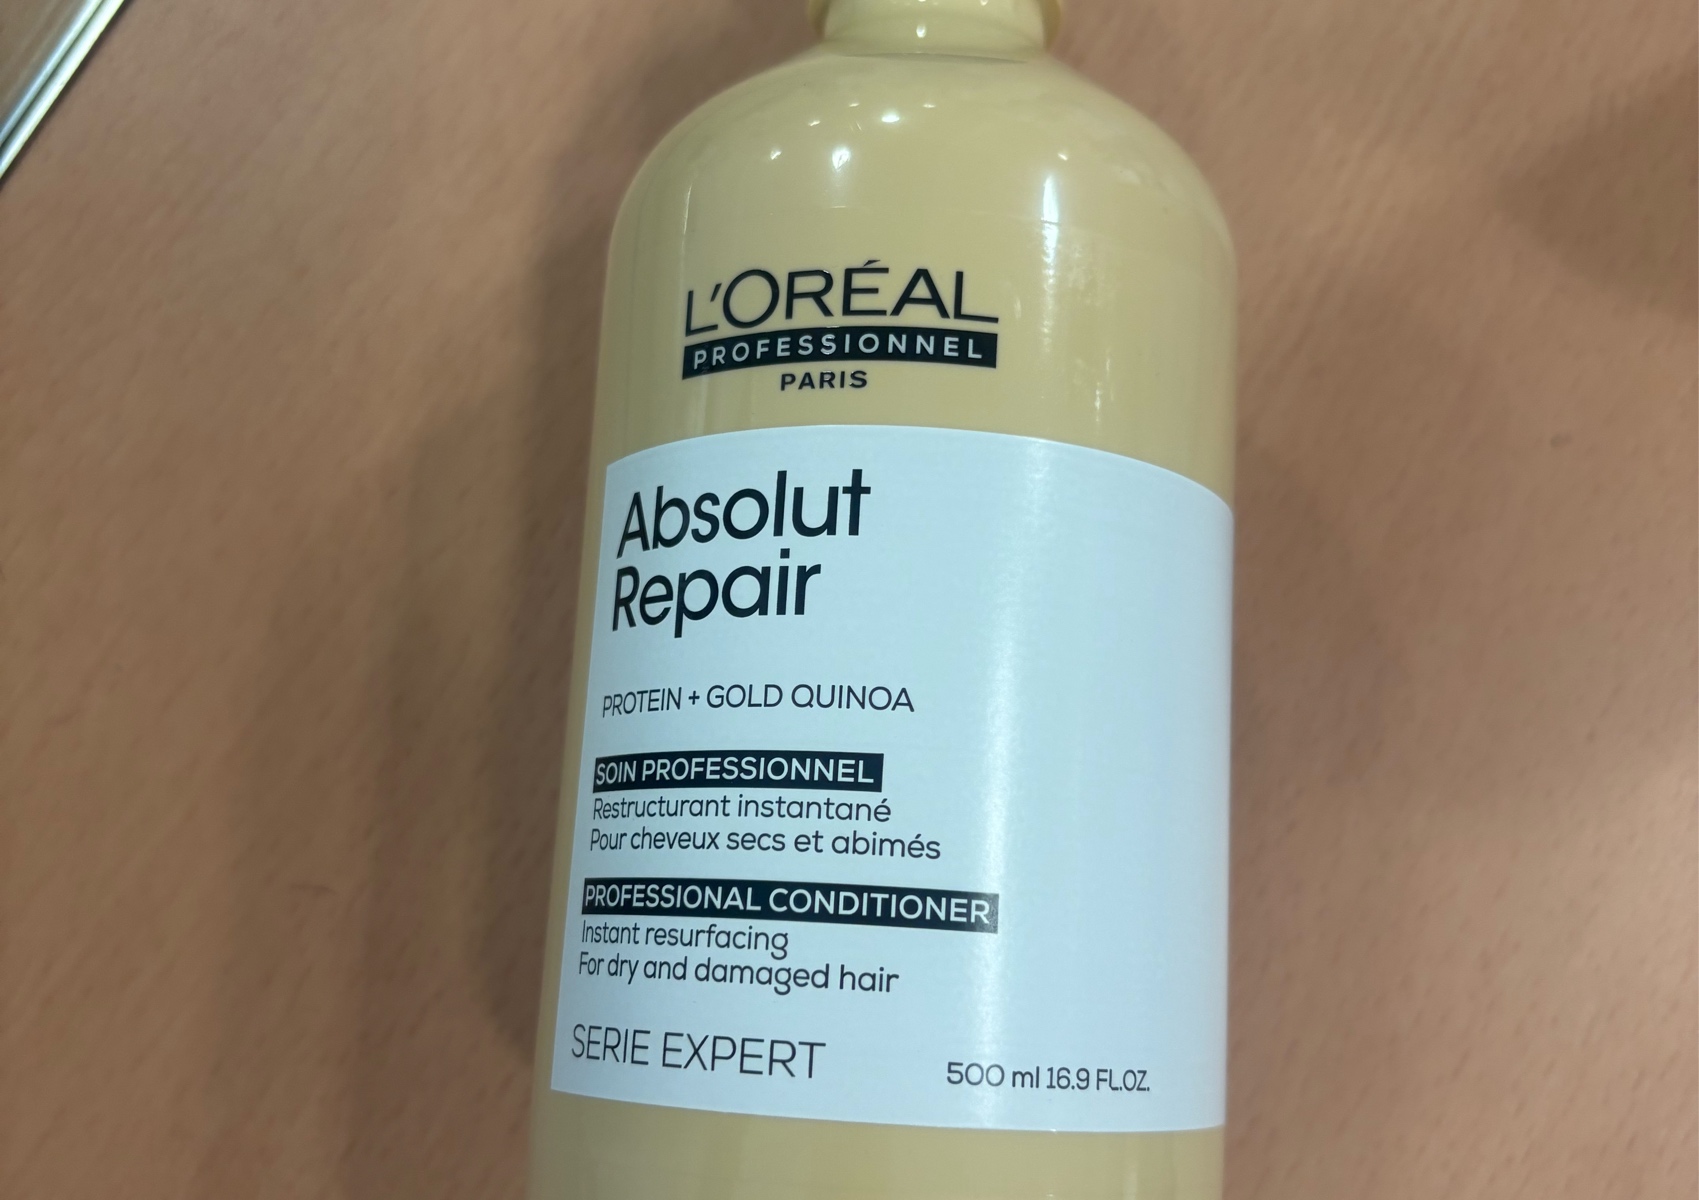 L'ORÉAL
PROFESSIONNEL
PARIS
Absolut
Repair
PROTEIN + GOLD QUINOA
SOIN PROFESSIONNEL
Restructurant instantané
Pour cheveux secs et abimés
PROFESSIONAL CONDITIONER
Instant resurfacing
For dry and damaged hair
SERIE EXPERT
500 ml 16.9 FL.OZ.